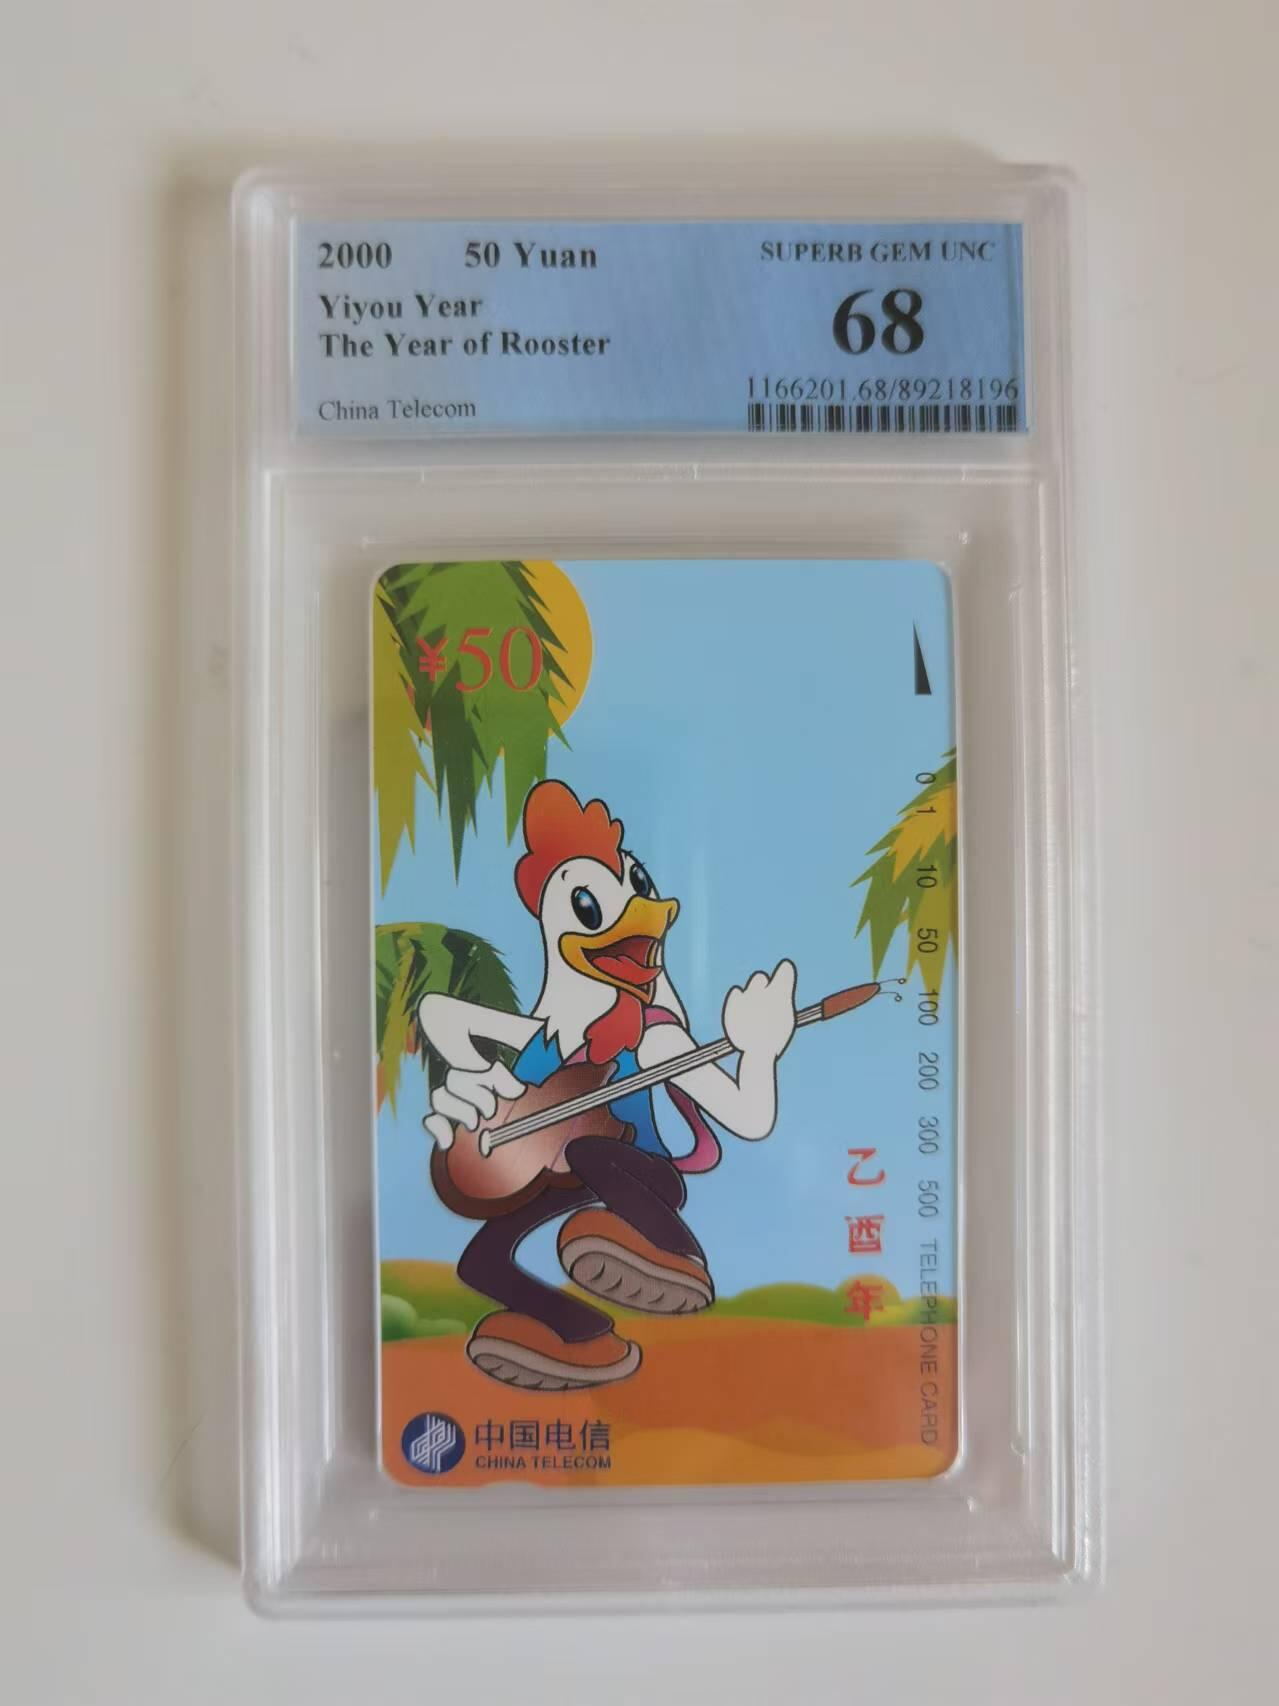 2000 50 Yuan
Yiyou Year
The Year of Rooster
China Telecom
SUPERB GEM UNC
68
1166201.68/89218196
¥50
0 1 10 50 100 200 300 500 TELEPHONE CARD
乙酉年
中国电信
CHINA TELECOM